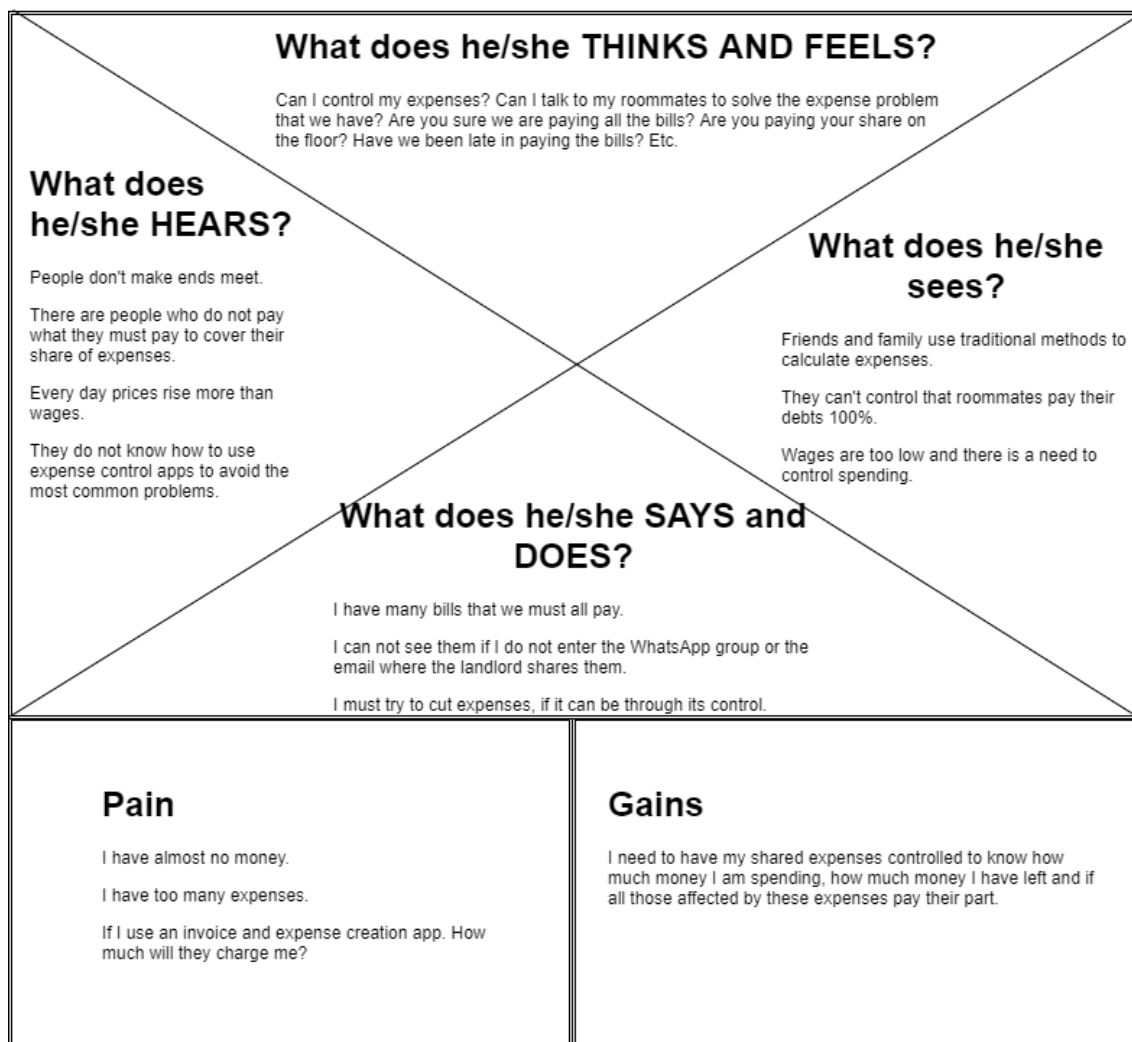 What does he/she THINKS AND FEELS?
Can I control my expenses? Can I talk to my roommates to solve the expense problem
that we have? Are you sure we are paying all the bills? Are you paying your share on
the floor? Have we been late in paying the bills? Etc.
What does
he/she HEARS?
People don't make ends meet.
There are people who do not pay
what they must pay to cover their
share of expenses.
Every day prices rise more than
wages.
They do not know how to use
expense control apps to avoid the
most common problems.
What does he/she
sees?
Friends and family use traditional methods to
calculate expenses.
They can't control that roommates pay their
debts 100%.
Wages are too low and there is a need to
control spending.
What does he/she SAYS and
DOES?
I have many bills that we must all pay.
I can not see them if I do not enter the WhatsApp group or the
email where the landlord shares them.
I must try to cut expenses, if it can be through its control.
Pain
I have almost no money.
I have too many expenses.
If I use an invoice and expense creation app. How
much will they charge me?
Gains
I need to have my shared expenses controlled to know how
much money I am spending, how much money I have left and if
all those affected by these expenses pay their part.